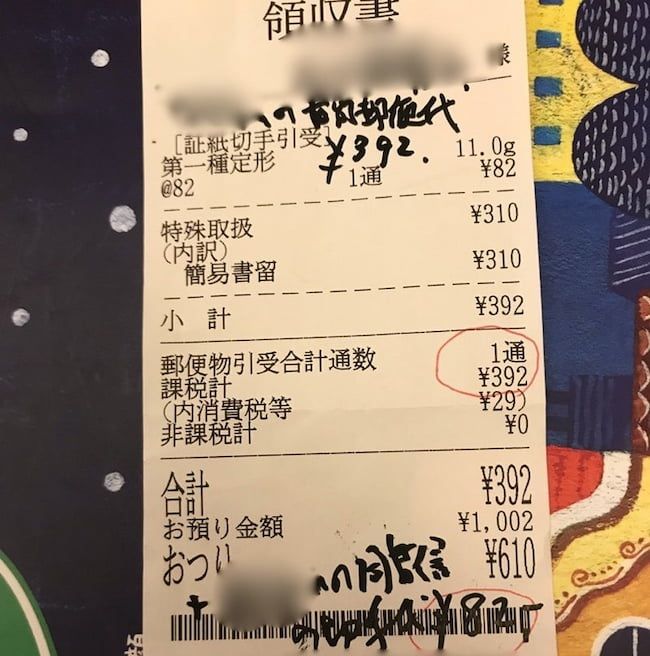 領収書
様
の書留郵便代
¥392.
[証紙切手引受]
第一種定形 11.0g
@82 1通 ¥82
特殊取扱 ¥310
(内訳)
簡易書留 ¥310
小 計 ¥392
郵便物引受合計通数 1通
課税計 ¥392
(内消費税等 ¥29)
非課税計 ¥0
合計 ¥392
お預り金額 ¥1,002
おつり ¥610
+ の
¥82